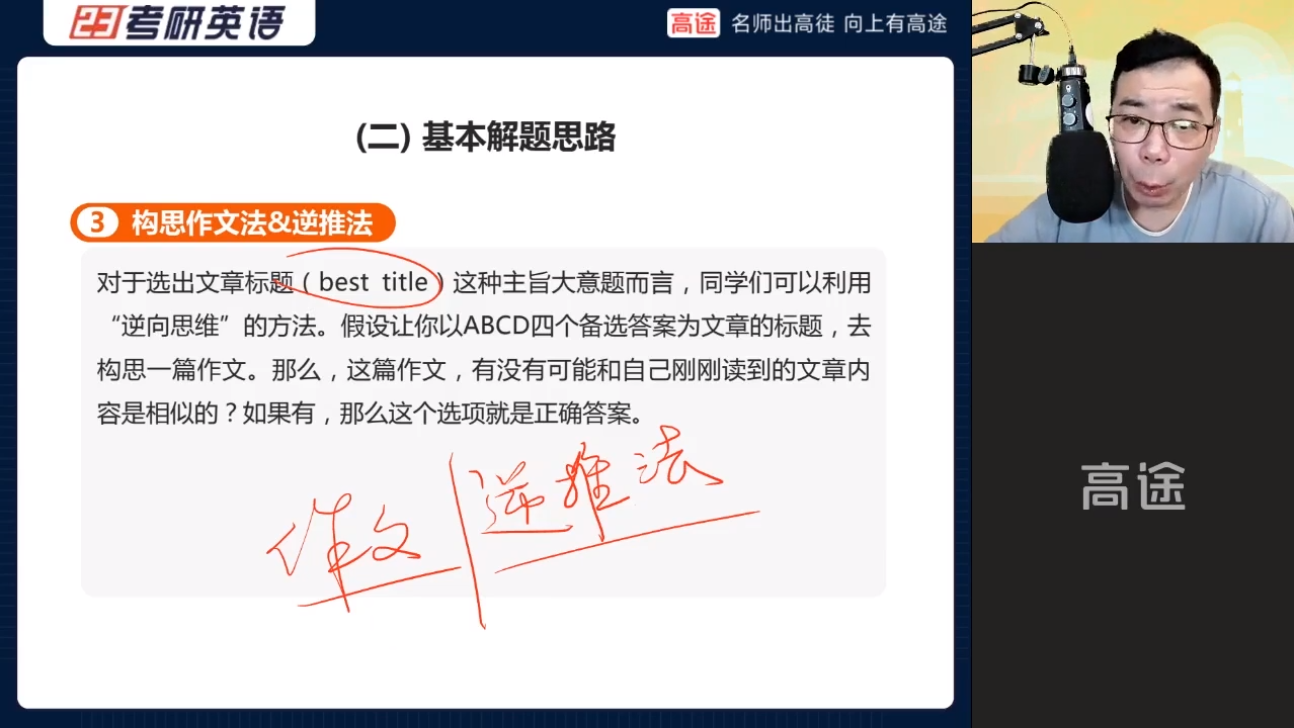 23考研英语
高途 名师出高徒 向上有高途
(二) 基本解题思路
3 构思作文法&逆推法
对于选出文章标题（best title）这种主旨大意题而言，同学们可以利用
“逆向思维”的方法。假设让你以ABCD四个备选答案为文章的标题，去
构思一篇作文。那么，这篇作文，有没有可能和自己刚刚读到的文章内
容是相似的？如果有，那么这个选项就是正确答案。
作文 逆推法
高途